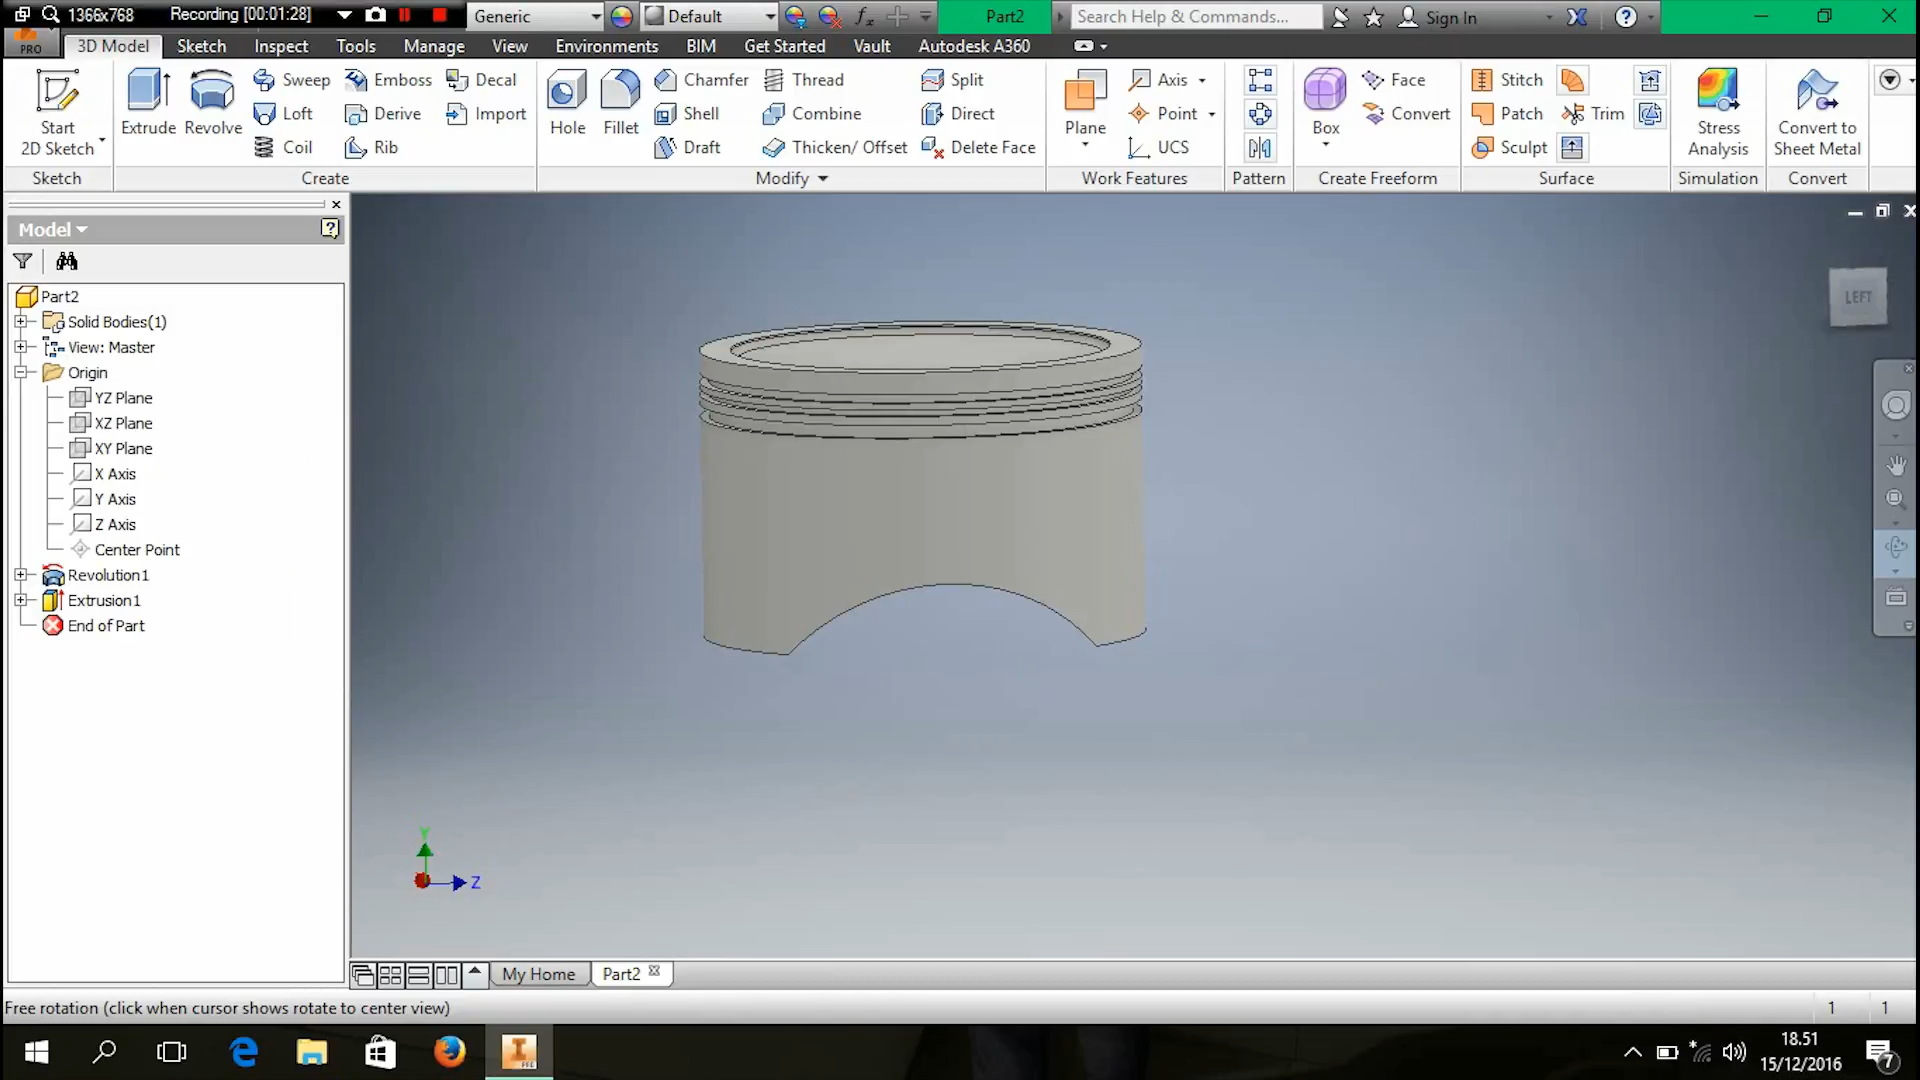 1366x768 Recording [00:01:28] Generic Default fx Part2 Search Help & Commands... Sign In
PRO 3D Model Sketch Inspect Tools Manage View Environments BIM Get Started Vault Autodesk A360
Start 2D Sketch
Extrude
Revolve
Sweep Emboss Decal
Loft Derive Import
Coil Rib
Hole
Fillet
Chamfer Thread Split
Shell Combine Direct
Draft Thicken/ Offset Delete Face
Plane
Axis
Point
UCS
Box
Face
Convert
Stitch
Patch Trim
Sculpt
Stress Analysis
Convert to Sheet Metal
Sketch Create Modify Work Features Pattern Create Freeform Surface Simulation Convert
Model
Part2
Solid Bodies(1)
View: Master
Origin
YZ Plane
XZ Plane
XY Plane
X Axis
Y Axis
Z Axis
Center Point
Revolution1
Extrusion1
End of Part
LEFT
Y
Z
My Home Part2
Free rotation (click when cursor shows rotate to center view) 1 1
18.51
15/12/2016
7